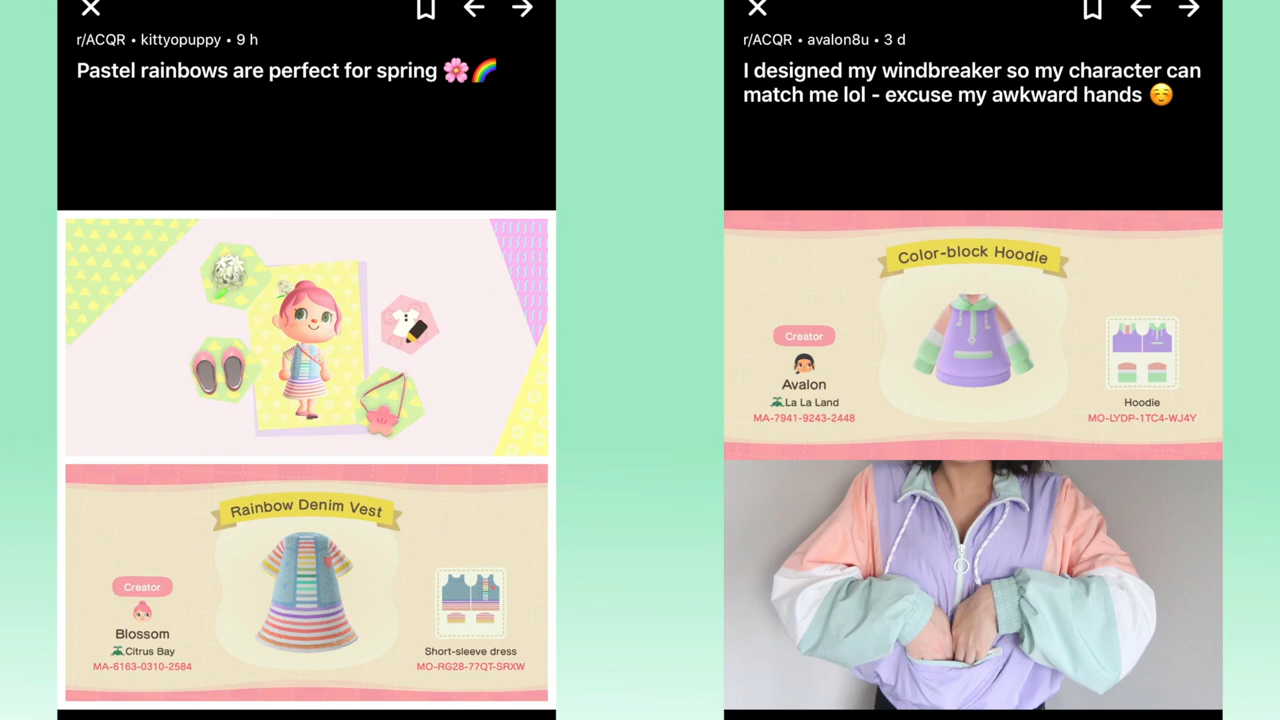 r/ACQR • kittyopuppy • 9 h
Pastel rainbows are perfect for spring 🌸🌈
Rainbow Denim Vest
Creator
Blossom
Citrus Bay
MA-6163-0310-2584
Short-sleeve dress
MO-RG28-77QT-SRXW
r/ACQR • avalon8u • 3 d
I designed my windbreaker so my character can
match me lol - excuse my awkward hands ☺️
Color-block Hoodie
Creator
Avalon
La La Land
MA-7941-9243-2448
Hoodie
MO-LYDP-1TC4-WJ4Y